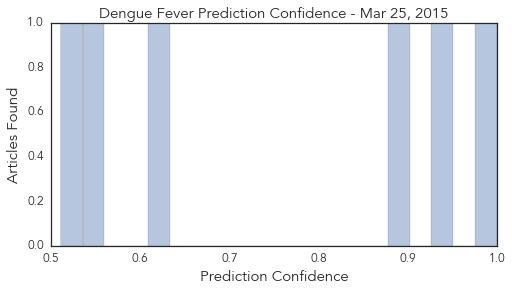 Dengue Fever Prediction Confidence - Mar 25, 2015
1.0
0.8
0.6
0.4
0.2
0.0
Articles Found
0.5 0.6 0.7 0.8 0.9 1.0
Prediction Confidence